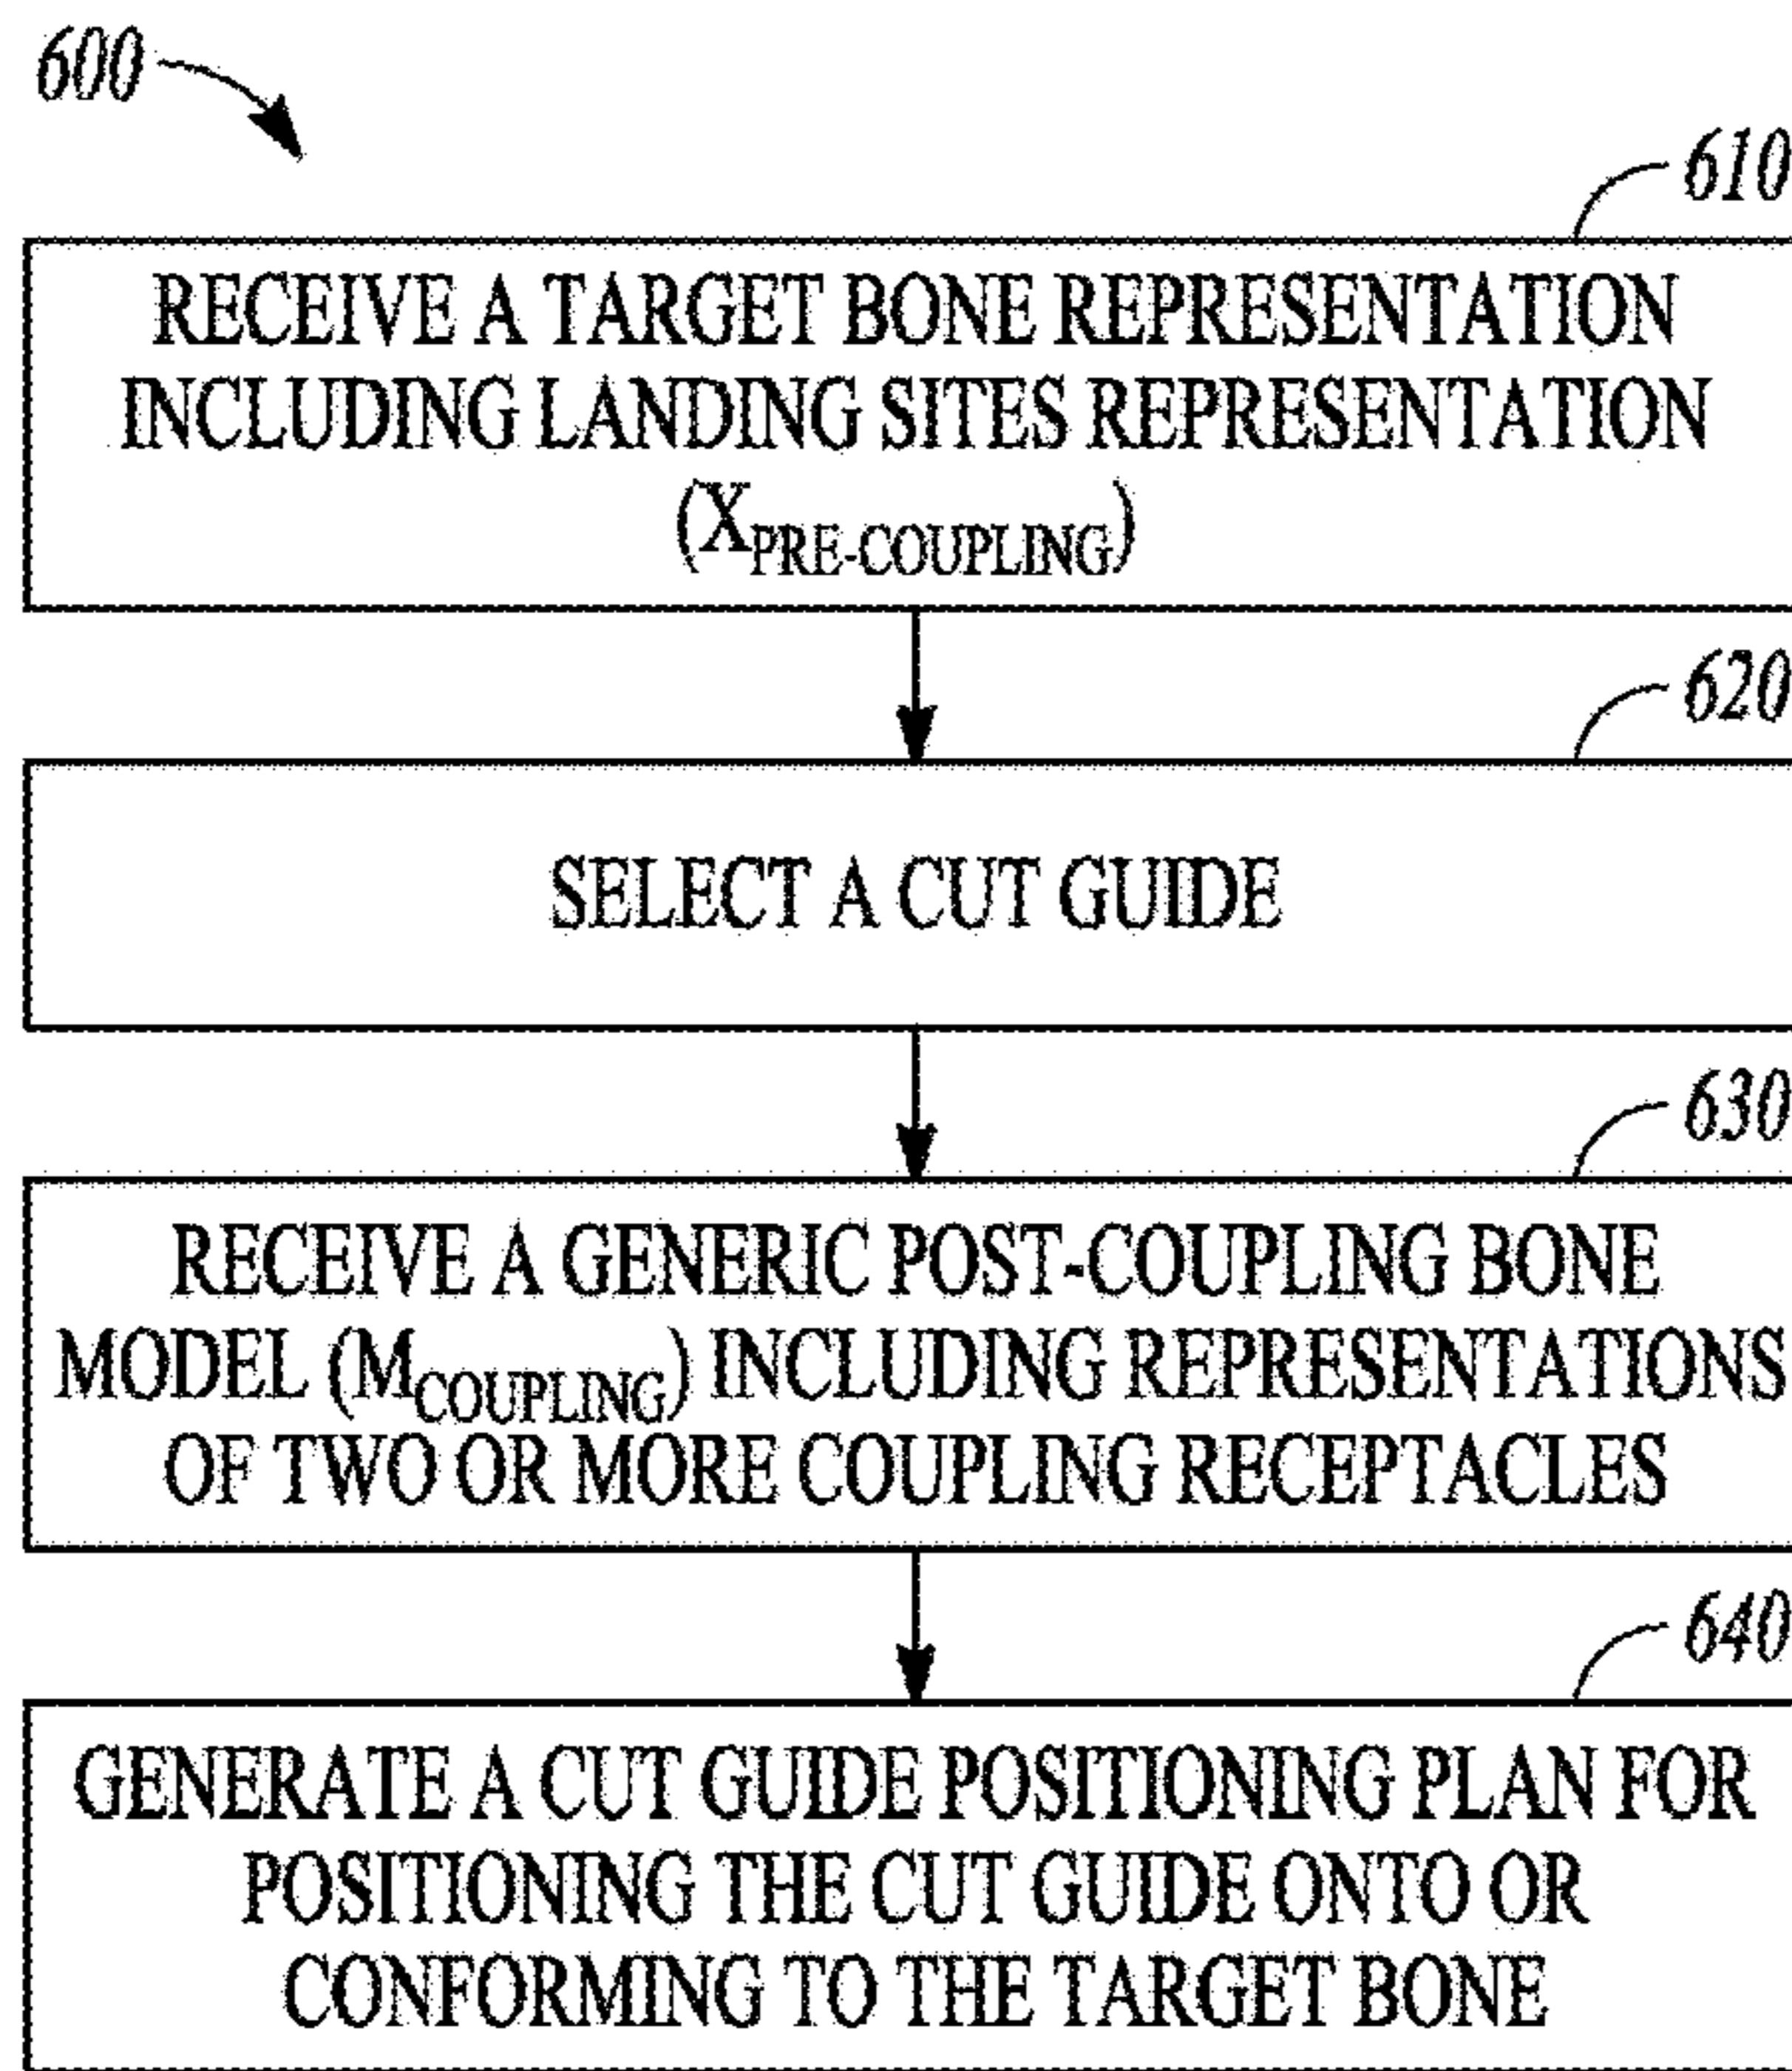 600
610
RECEIVE A TARGET BONE REPRESENTATION
INCLUDING LANDING SITES REPRESENTATION
(X_PRE-COUPLING)
620
SELECT A CUT GUIDE
630
RECEIVE A GENERIC POST-COUPLING BONE
MODEL (M_COUPLING) INCLUDING REPRESENTATIONS
OF TWO OR MORE COUPLING RECEPTACLES
640
GENERATE A CUT GUIDE POSITIONING PLAN FOR
POSITIONING THE CUT GUIDE ONTO OR
CONFORMING TO THE TARGET BONE